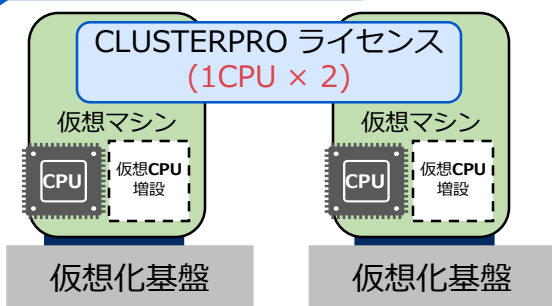 CLUSTERPRO ライセンス
(1CPU × 2)
仮想マシン
CPU
仮想CPU
増設
仮想化基盤
仮想マシン
CPU
仮想CPU
増設
仮想化基盤